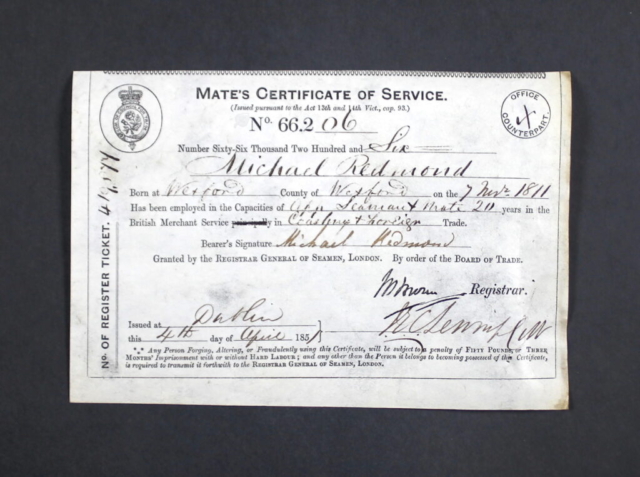 MATE'S CERTIFICATE OF SERVICE.
(Issued pursuant to the Act 13th and 14th Vict., cap. 93.)
No. 66.206
OFFICE COUNTERPART.
X
Number Sixty-Six Thousand Two Hundred and Six
Michael Redmond
Born at Wexford County of Wexford on the 7 Novr 1811
Has been employed in the Capacities of App Seaman & Mate 20 years in the
British Merchant Service principally in Coasting & Foreign Trade.
Bearer's Signature Michael Redmond
Granted by the REGISTRAR GENERAL OF SEAMEN, LONDON. By order of the BOARD OF TRADE.
Registrar.
Issued at Dublin
this 4th day of April 1851
*** Any Person Forging, Altering, or Fraudulently using this Certificate, will be subject to a penalty of FIFTY POUNDS, or THREE
MONTHS' Imprisonment with or without HARD LABOUR; and any other than the Person it belongs to becoming possessed of this Certificate,
is required to transmit it forthwith to the REGISTRAR GENERAL OF SEAMEN, LONDON.
No. OF REGISTER TICKET.